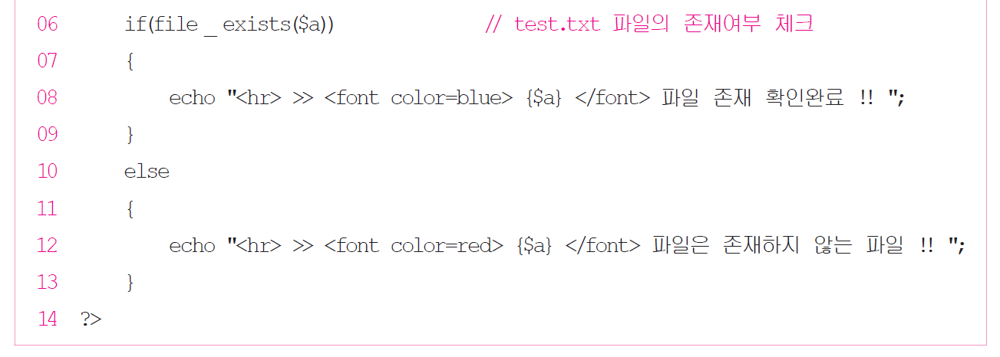 06 if(file _ exists($a)) // test.txt 파일의 존재여부 체크
07 {
08 echo "<hr> >> <font color=blue> {$a} </font> 파일 존재 확인완료 !! ";
09 }
10 else
11 {
12 echo "<hr> >> <font color=red> {$a} </font> 파일은 존재하지 않는 파일 !! ";
13 }
14 ?>